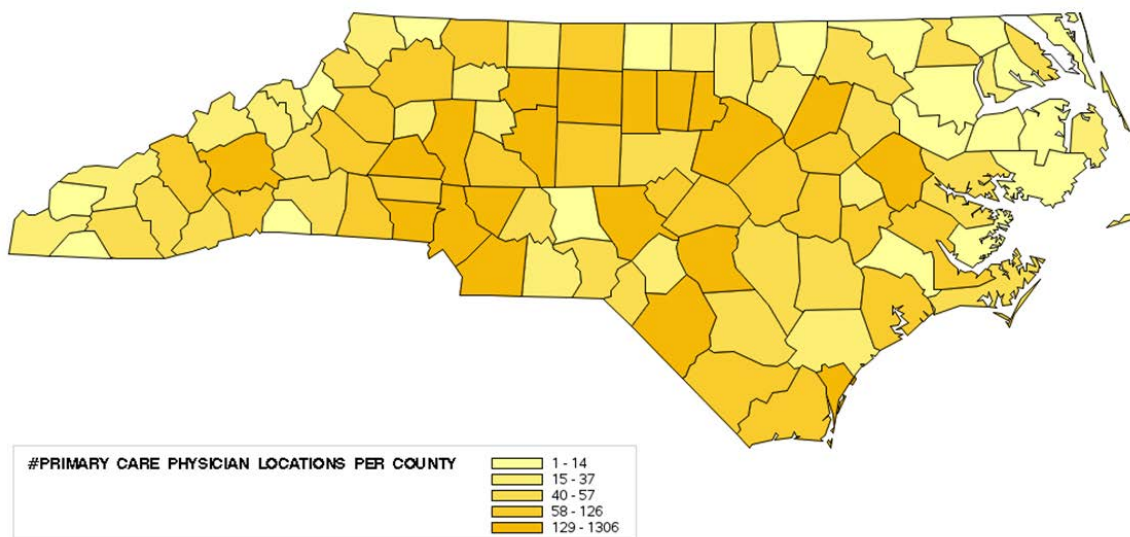 #PRIMARY CARE PHYSICIAN LOCATIONS PER COUNTY
1 - 14
15 - 37
40 - 57
58 - 126
129 - 1306